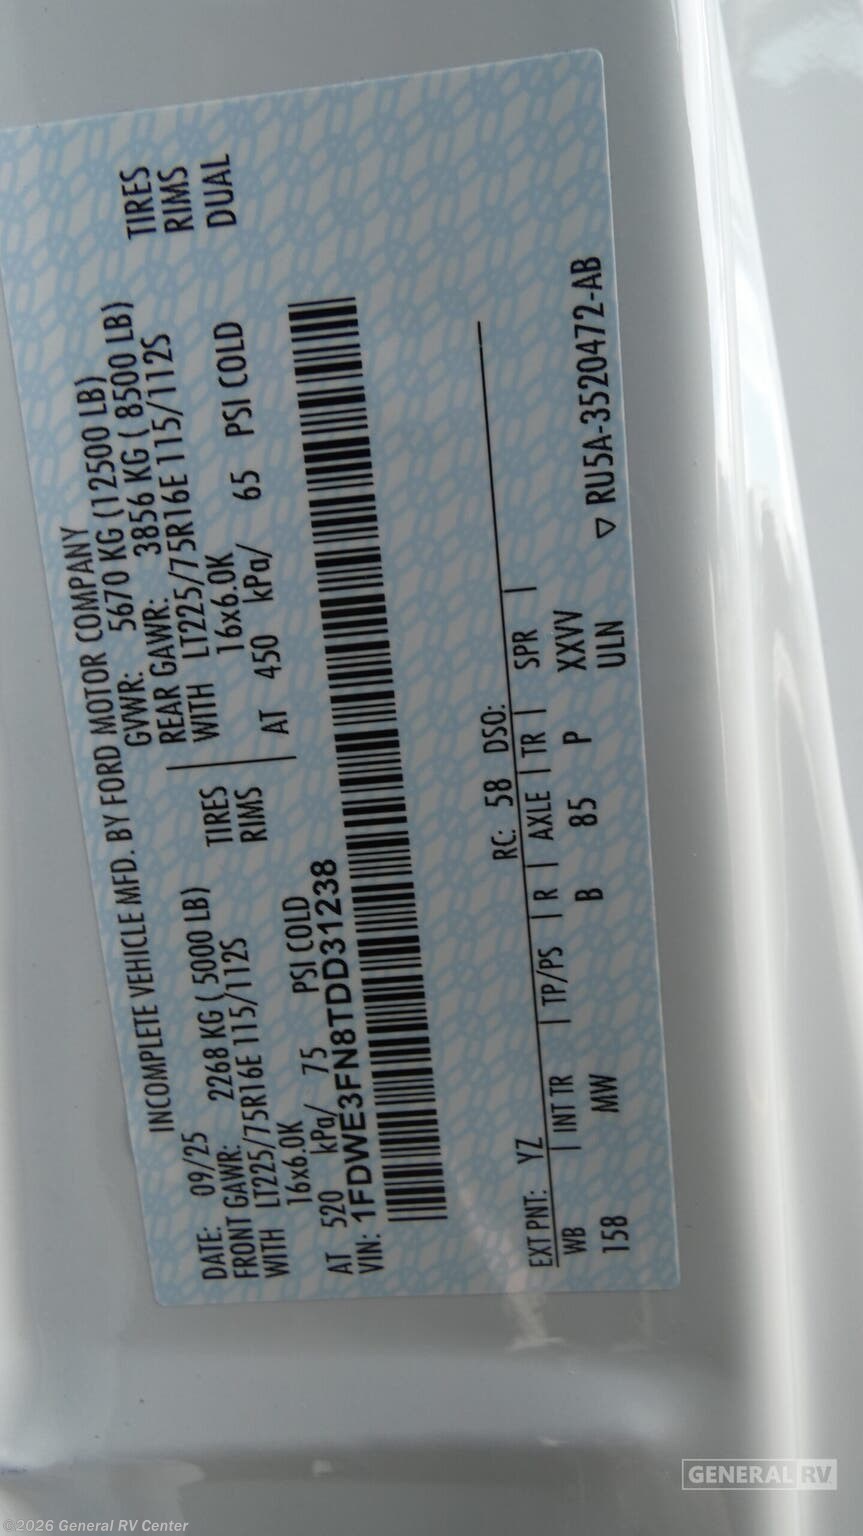 INCOMPLETE VEHICLE MFD. BY FORD MOTOR COMPANY
DATE: 09/25 GVWR: 5670 KG (12500 LB)
FRONT GAWR: 2268 KG ( 5000 LB) REAR GAWR: 3856 KG ( 8500 LB)
WITH LT225/75R16E 115/112S TIRES WITH LT225/75R16E 115/112S TIRES
16x6.0K RIMS 16x6.0K RIMS
AT 520 kPa/ 75 PSI COLD AT 450 kPa/ 65 PSI COLD DUAL
VIN: 1FDWE3FN8TDD31238
EXT PNT: YZ RC: 58 DSO:
WB | INT TR | TP/PS | R | AXLE | TR | SPR |
158 MW B 85 P XXVV
ULN ▽ RU5A-3520472-AB
GENERAL RV
©2026 General RV Center